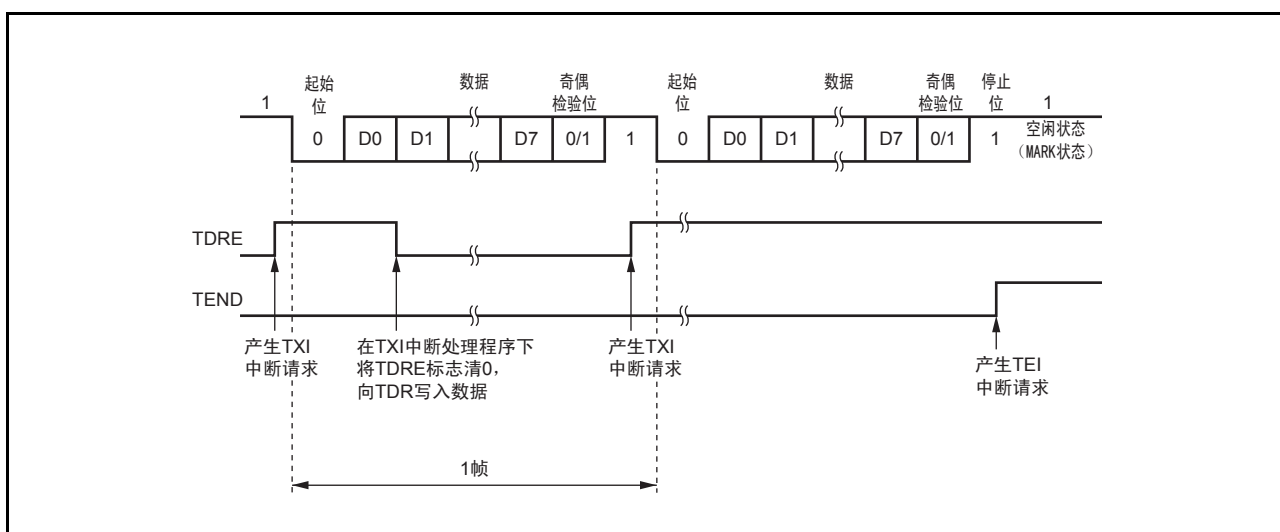 起始 数据 奇偶 起始 数据 奇偶 停止
1 位 检验位 位 检验位 位 1
0 D0 D1 D7 0/1 1 0 D0 D1 D7 0/1 1 空闲状态
（MARK状态）
TDRE
TEND
产生TXI 在TXI中断处理程序下 产生TXI 产生TEI
中断请求 将TDRE标志清0， 中断请求 中断请求
向TDR写入数据
1帧